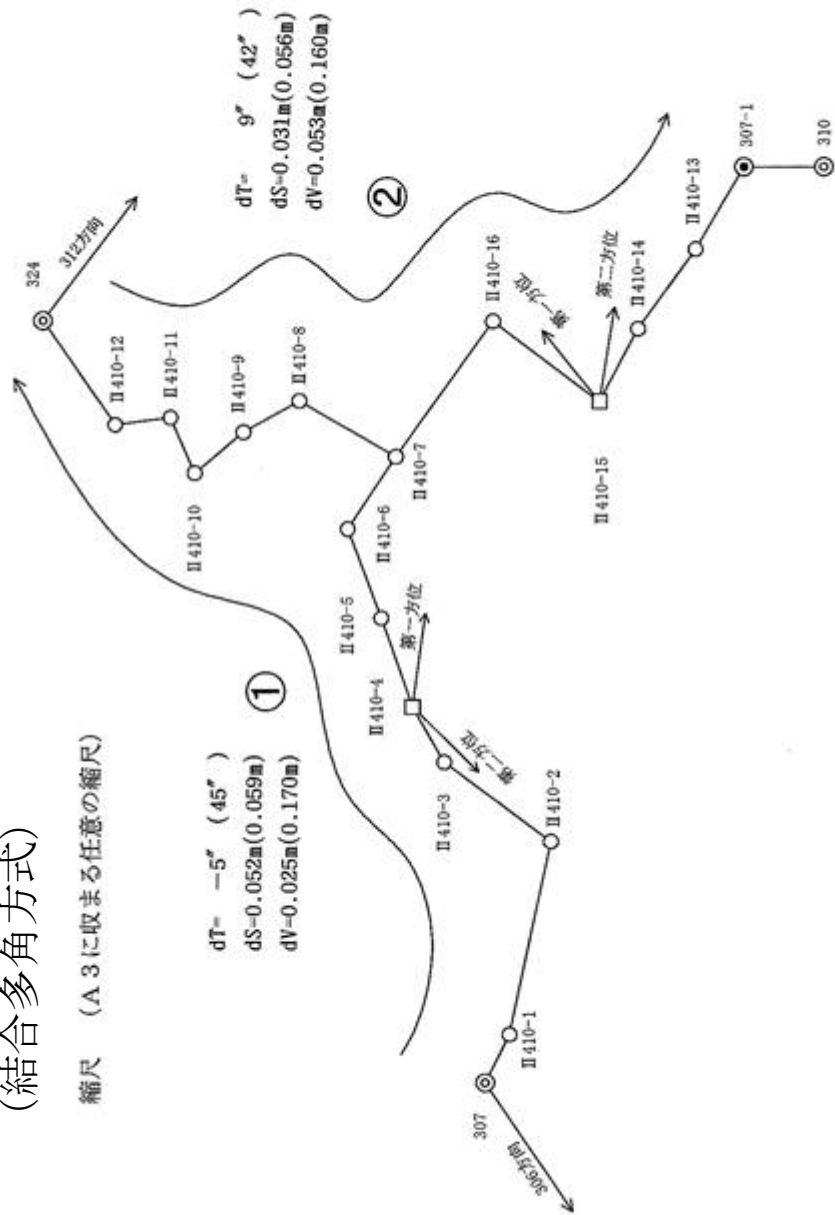 (結合多角方式)
縮尺　(A３に収まる任意の縮尺)
dT=　−5″　(45″　)
dS=0.052m(0.059m)
dV=0.025m(0.170m)
①
dT=　9″　(42″　)
dS=0.031m(0.056m)
dV=0.053m(0.160m)
②
324
312方向
Ⅱ410-12
Ⅱ410-11
Ⅱ410-10
Ⅱ410-9
Ⅱ410-8
Ⅱ410-7
Ⅱ410-6
Ⅱ410-5
Ⅱ410-4
第一方位
第二方位
Ⅱ410-3
Ⅱ410-2
Ⅱ410-1
307
306方向
Ⅱ410-16
第一方位
第二方位
Ⅱ410-15
Ⅱ410-14
Ⅱ410-13
307-1
310